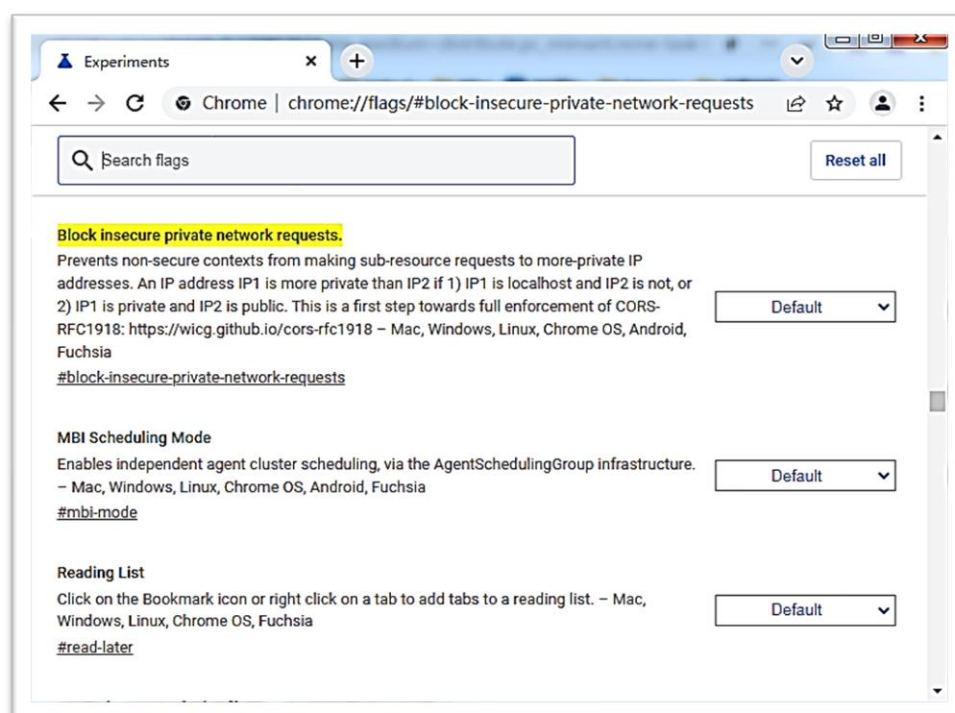 Experiments
Chrome | chrome://flags/#block-insecure-private-network-requests
Search flags
Reset all
Block insecure private network requests.
Prevents non-secure contexts from making sub-resource requests to more-private IP
addresses. An IP address IP1 is more private than IP2 if 1) IP1 is localhost and IP2 is not, or
2) IP1 is private and IP2 is public. This is a first step towards full enforcement of CORS-
RFC1918: https://wicg.github.io/cors-rfc1918 – Mac, Windows, Linux, Chrome OS, Android,
Fuchsia
Default
#block-insecure-private-network-requests
MBI Scheduling Mode
Enables independent agent cluster scheduling, via the AgentSchedulingGroup infrastructure.
– Mac, Windows, Linux, Chrome OS, Android, Fuchsia
Default
#mbi-mode
Reading List
Click on the Bookmark icon or right click on a tab to add tabs to a reading list. – Mac,
Windows, Linux, Chrome OS, Fuchsia
Default
#read-later